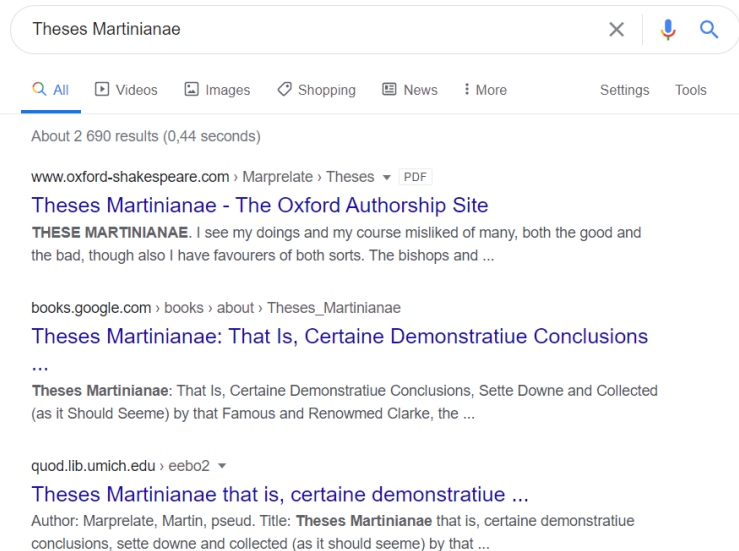 Theses Martinianae
All Videos Images Shopping News More Settings Tools
About 2 690 results (0,44 seconds)
www.oxford-shakespeare.com › Marprelate › Theses PDF
Theses Martinianae - The Oxford Authorship Site
THESE MARTINIANAE. I see my doings and my course misliked of many, both the good and
the bad, though also I have favourers of both sorts. The bishops and ...
books.google.com › books › about › Theses_Martinianae
Theses Martinianae: That Is, Certaine Demonstratiue Conclusions
...
Theses Martinianae: That Is, Certaine Demonstratiue Conclusions, Sette Downe and Collected
(as it Should Seeme) by that Famous and Renowmed Clarke, the ...
quod.lib.umich.edu › eebo2
Theses Martinianae that is, certaine demonstratiue ...
Author: Marprelate, Martin, pseud. Title: Theses Martinianae that is, certaine demonstratiue
conclusions, sette downe and collected (as it should seeme) by that ...